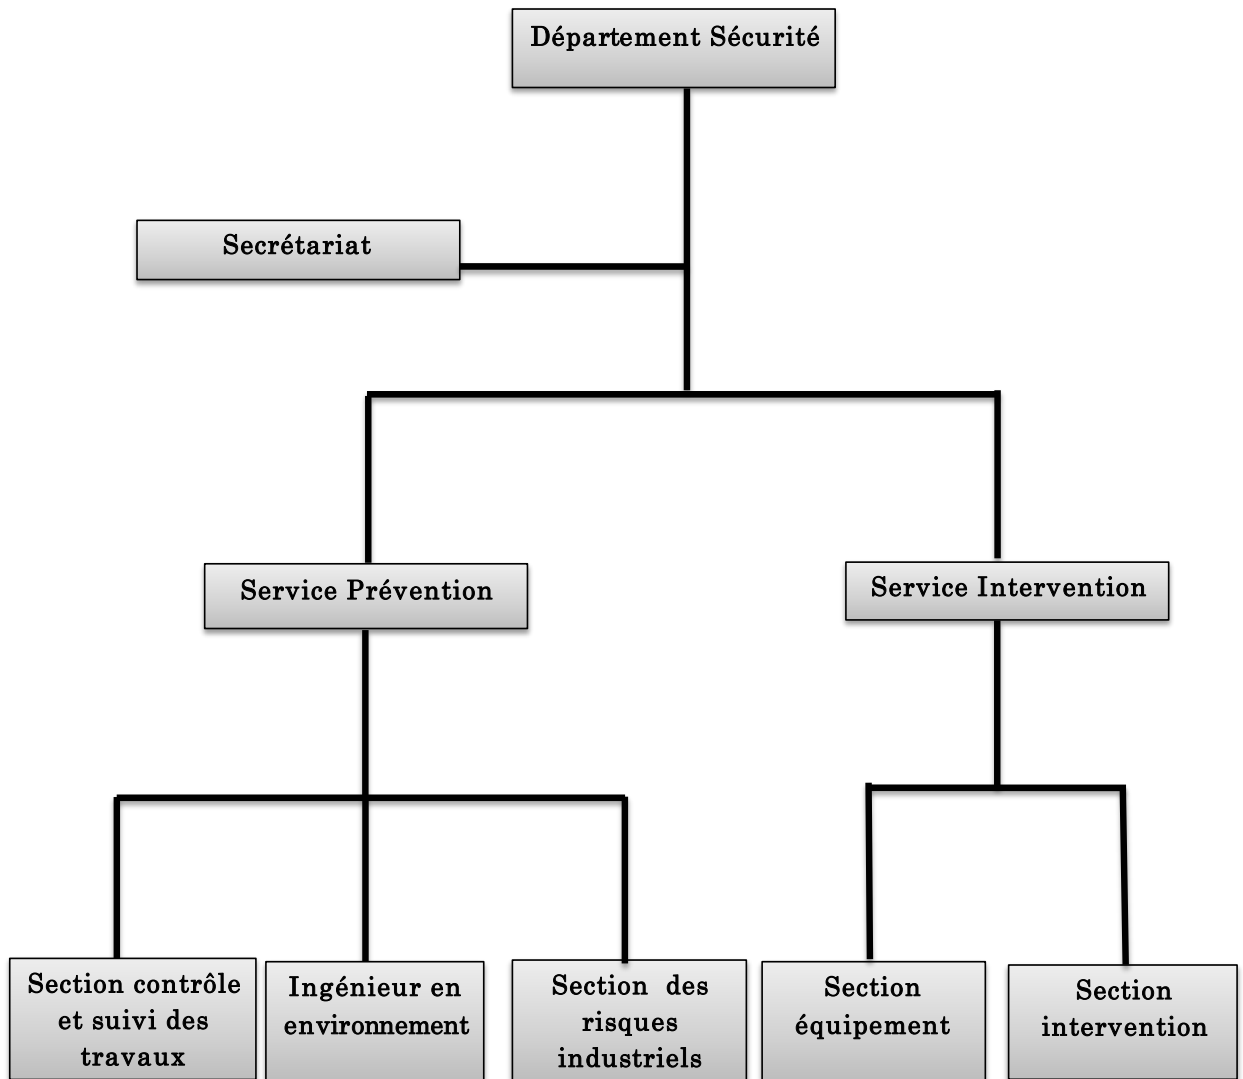 Département Sécurité
Secrétariat
Service Prévention
Service Intervention
Section contrôle
et suivi des
travaux
Ingénieur en
environnement
Section des
risques
industriels
Section
équipement
Section
intervention